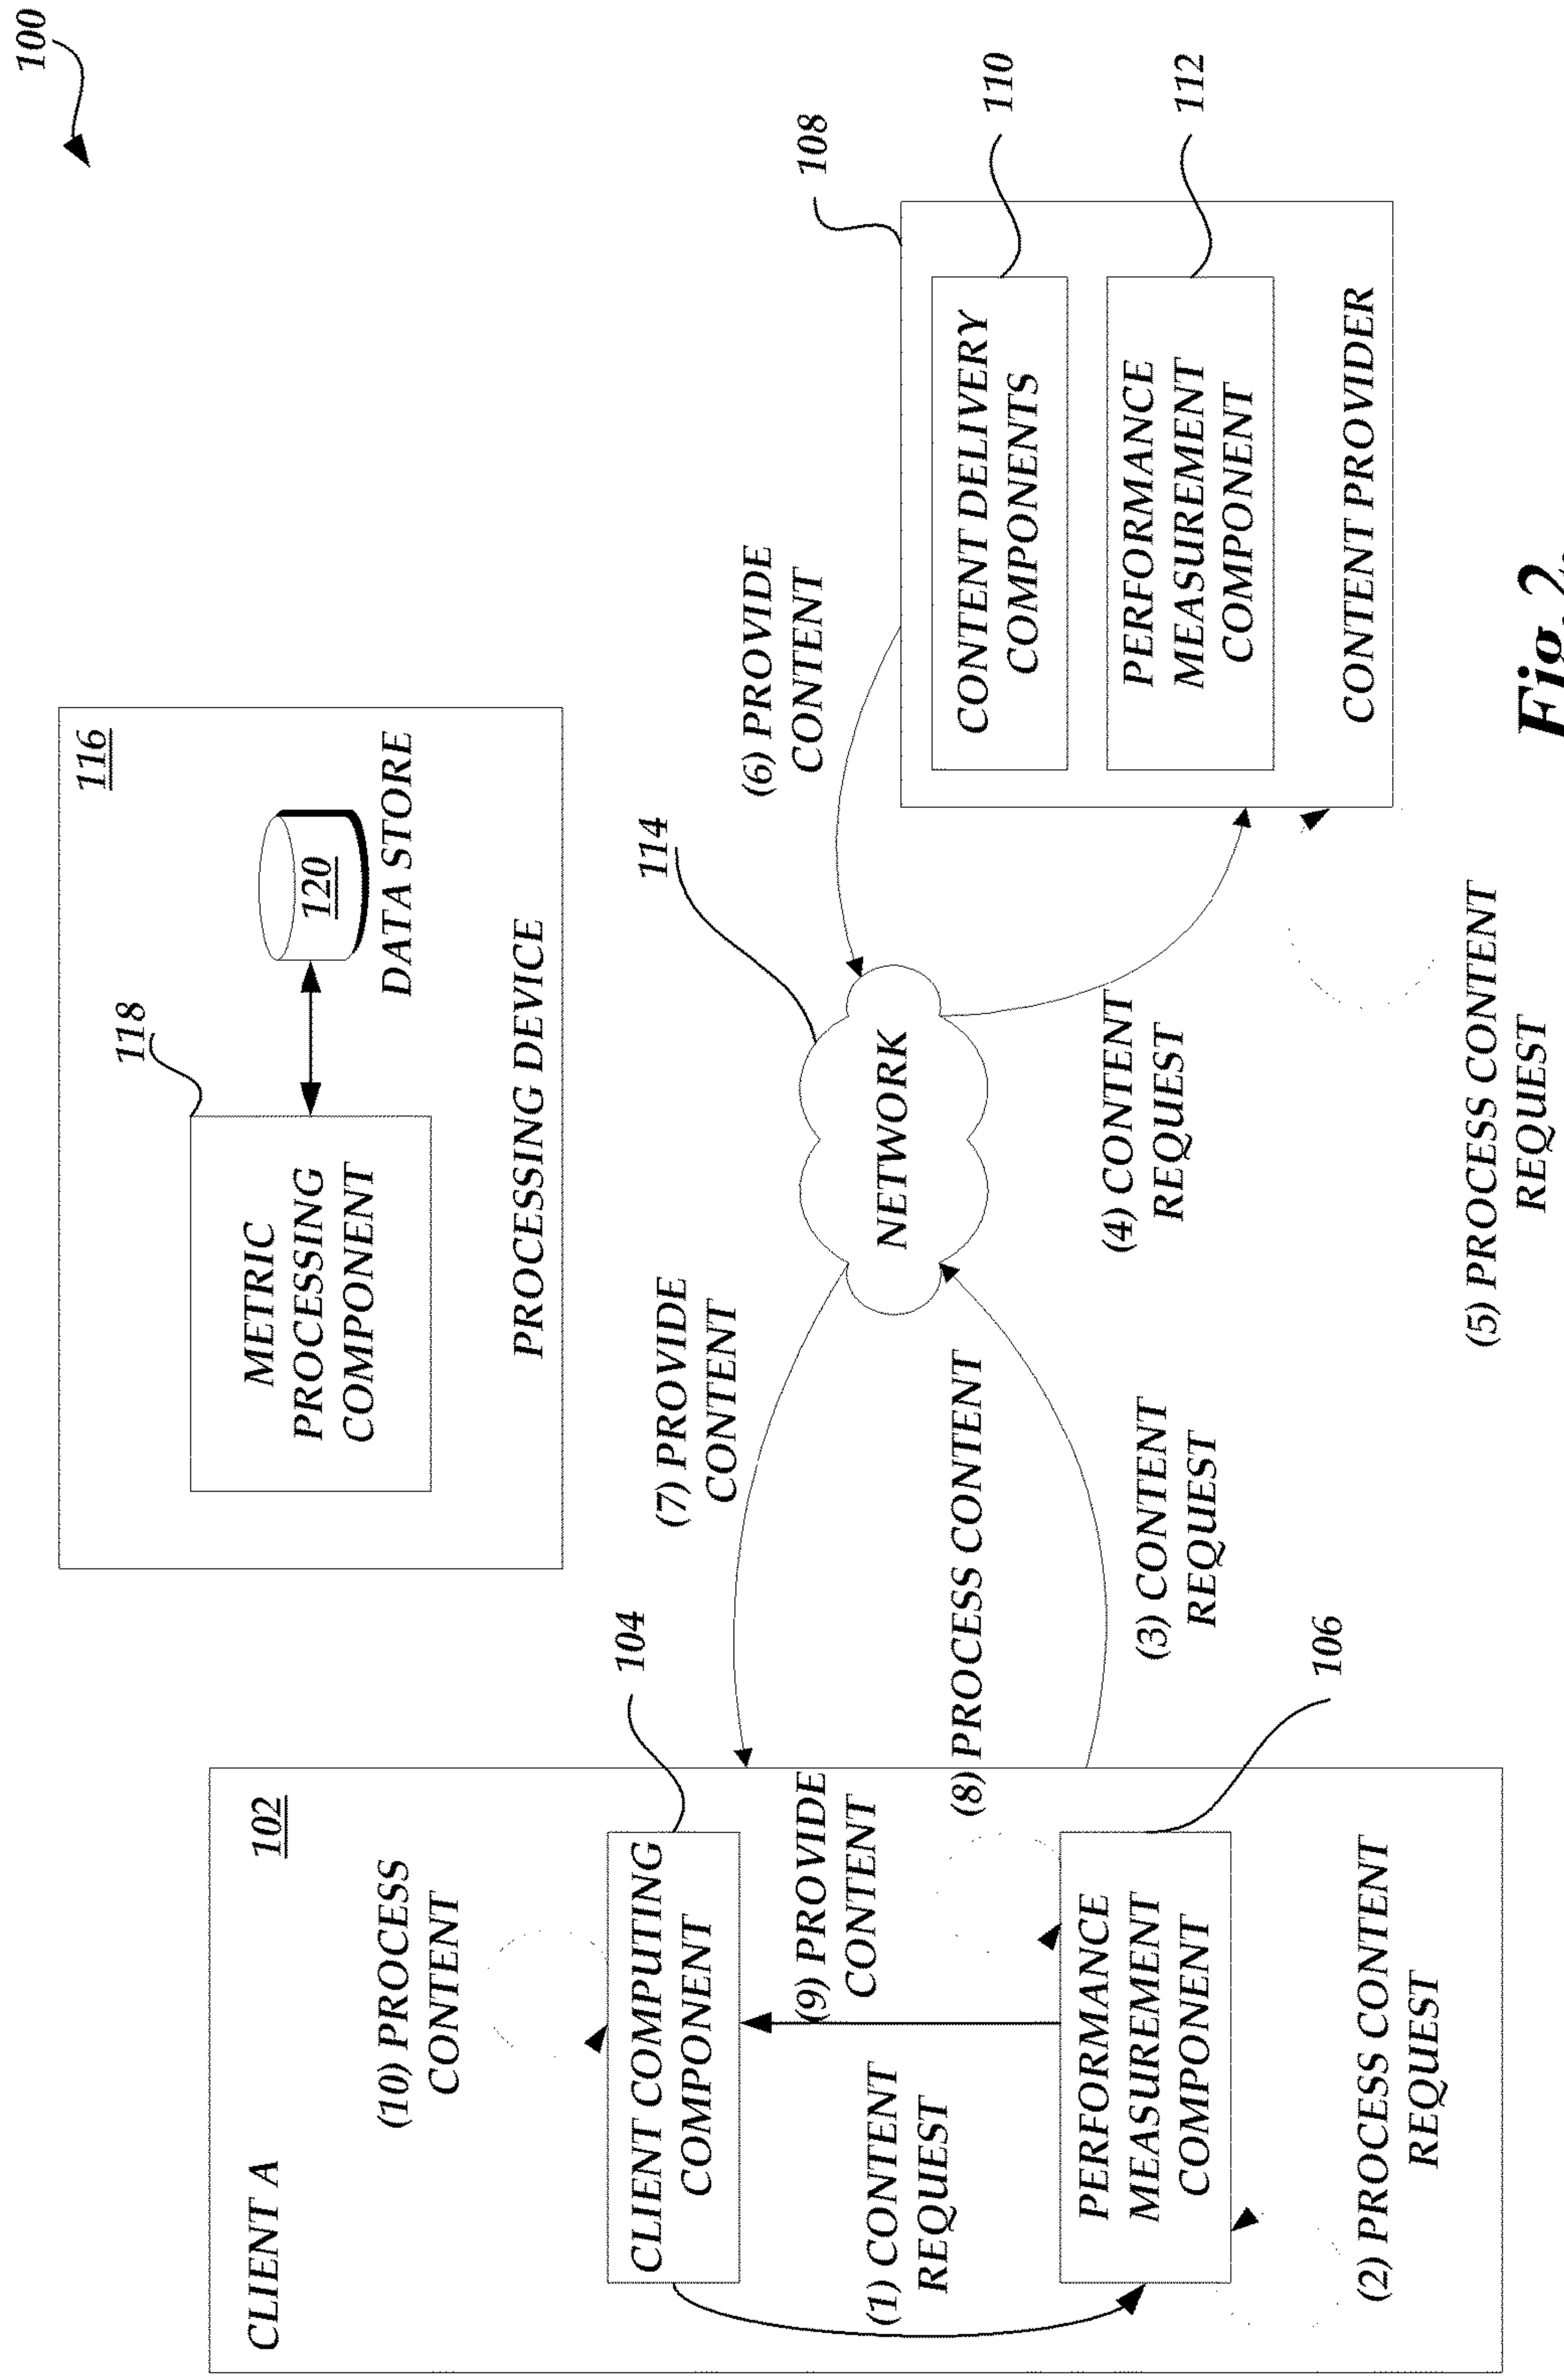 100
116
118
METRIC
PROCESSING
COMPONENT
120
DATA STORE
PROCESSING DEVICE
CLIENT A
102
(10) PROCESS
CONTENT
104
CLIENT COMPUTING
COMPONENT
(1) CONTENT
REQUEST
(9) PROVIDE
CONTENT
(8) PROCESS CONTENT
PERFORMANCE
MEASUREMENT
COMPONENT
106
(2) PROCESS CONTENT
REQUEST
(7) PROVIDE
CONTENT
(3) CONTENT
REQUEST
114
NETWORK
(6) PROVIDE
CONTENT
(4) CONTENT
REQUEST
(5) PROCESS CONTENT
REQUEST
108
110
CONTENT DELIVERY
COMPONENTS
112
PERFORMANCE
MEASUREMENT
COMPONENT
CONTENT PROVIDER
Fig.2.